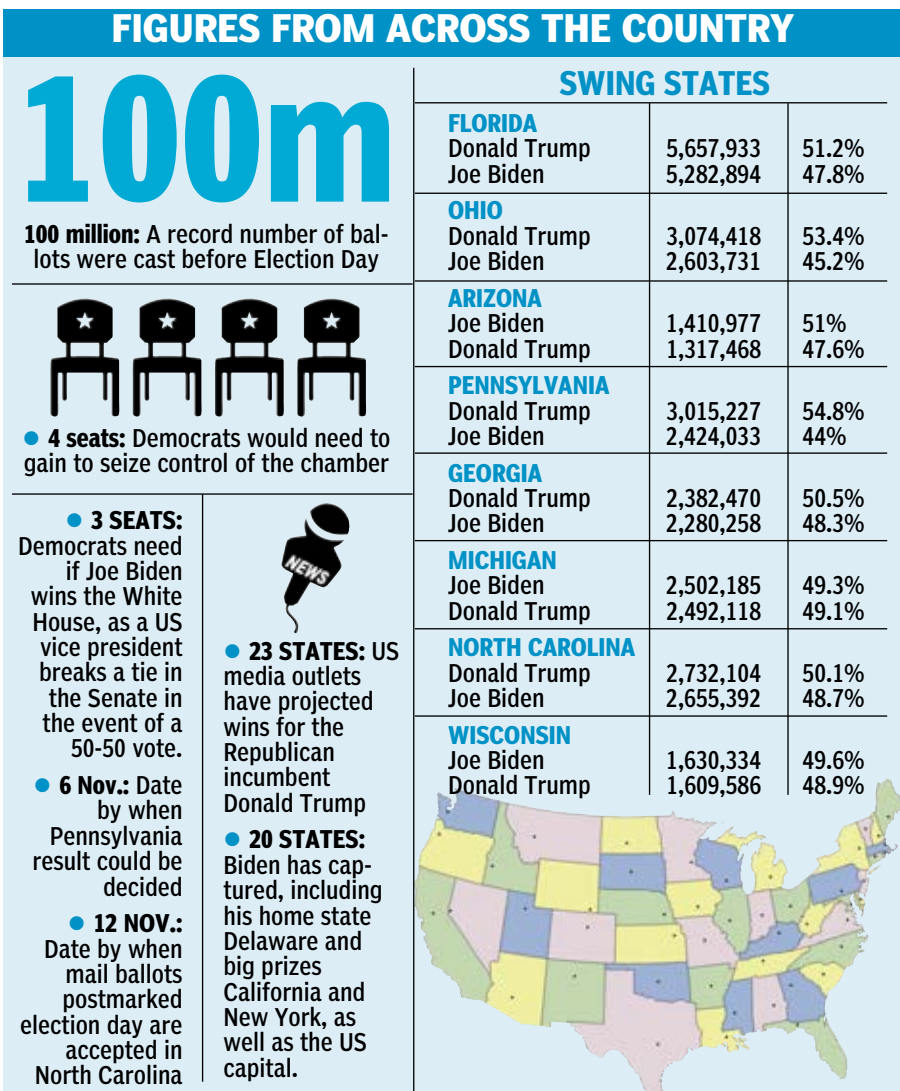 FIGURES FROM ACROSS THE COUNTRY
100m
100 million: A record number of bal-
lots were cast before Election Day
● 4 seats: Democrats would need to
gain to seize control of the chamber
● 3 SEATS:
Democrats need
if Joe Biden
wins the White
House, as a US
vice president
breaks a tie in
the Senate in
the event of a
50-50 vote.
● 6 Nov.: Date
by when
Pennsylvania
result could be
decided
● 12 NOV.:
Date by when
mail ballots
postmarked
election day are
accepted in
North Carolina
NEWS
● 23 STATES: US
media outlets
have projected
wins for the
Republican
incumbent
Donald Trump
● 20 STATES:
Biden has cap-
tured, including
his home state
Delaware and
big prizes
California and
New York, as
well as the US
capital.
SWING STATES
FLORIDA
Donald Trump 5,657,933 51.2%
Joe Biden 5,282,894 47.8%
OHIO
Donald Trump 3,074,418 53.4%
Joe Biden 2,603,731 45.2%
ARIZONA
Joe Biden 1,410,977 51%
Donald Trump 1,317,468 47.6%
PENNSYLVANIA
Donald Trump 3,015,227 54.8%
Joe Biden 2,424,033 44%
GEORGIA
Donald Trump 2,382,470 50.5%
Joe Biden 2,280,258 48.3%
MICHIGAN
Joe Biden 2,502,185 49.3%
Donald Trump 2,492,118 49.1%
NORTH CAROLINA
Donald Trump 2,732,104 50.1%
Joe Biden 2,655,392 48.7%
WISCONSIN
Joe Biden 1,630,334 49.6%
Donald Trump 1,609,586 48.9%